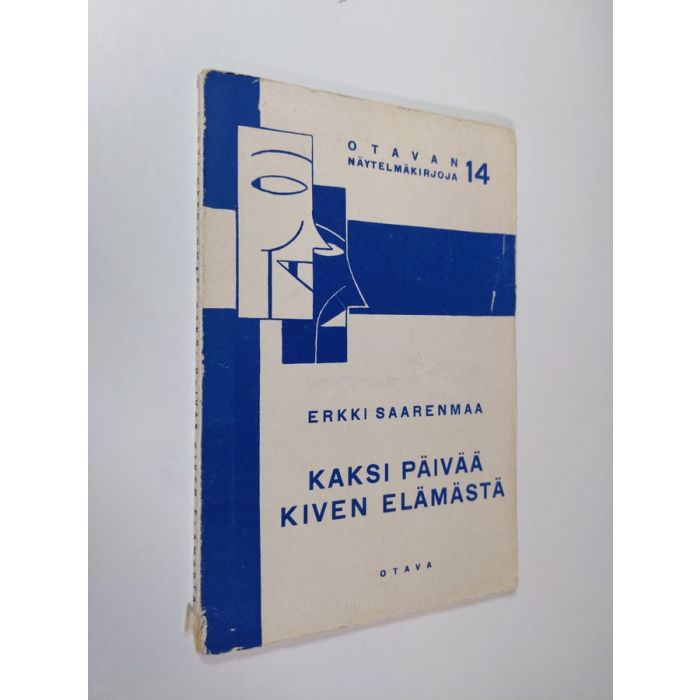 OTAVAN
NÄYTELMÄKIRJOJA 14
ERKKI SAARENMAA
KAKSI PÄIVÄÄ
KIVEN ELÄMÄSTÄ
OTAVA